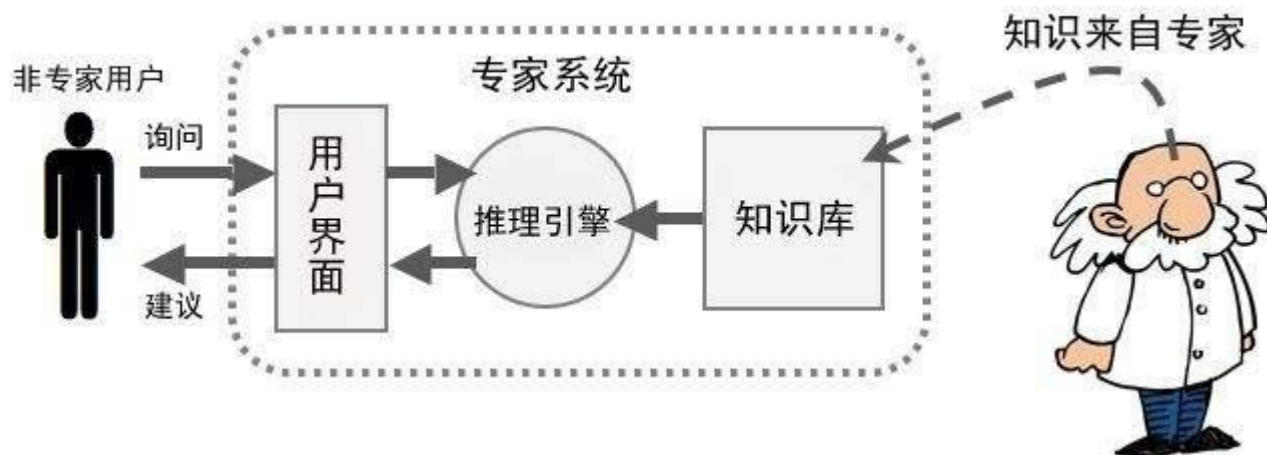 知识来自专家
非专家用户
专家系统
询问
用户界面
推理引擎
知识库
建议